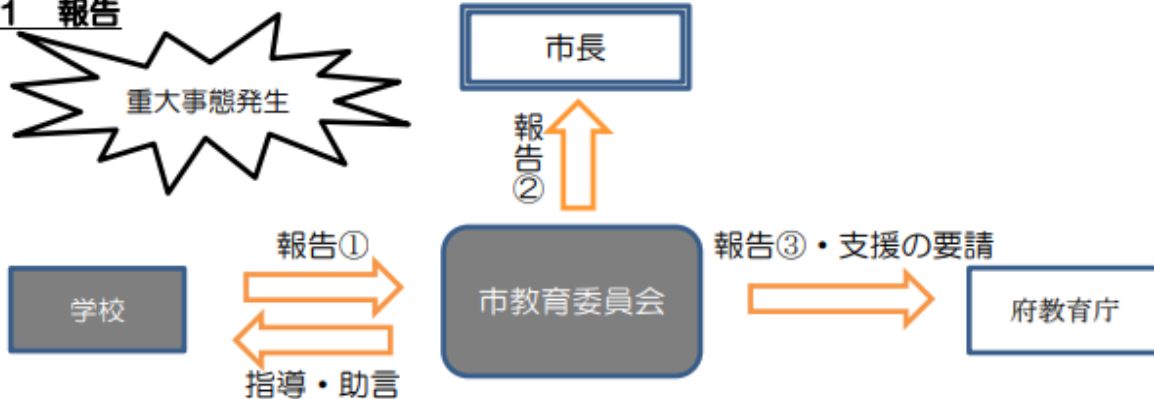 1　報告
重大事態発生
市長
報告②
報告①
報告③・支援の要請
学校
市教育委員会
府教育庁
指導・助言